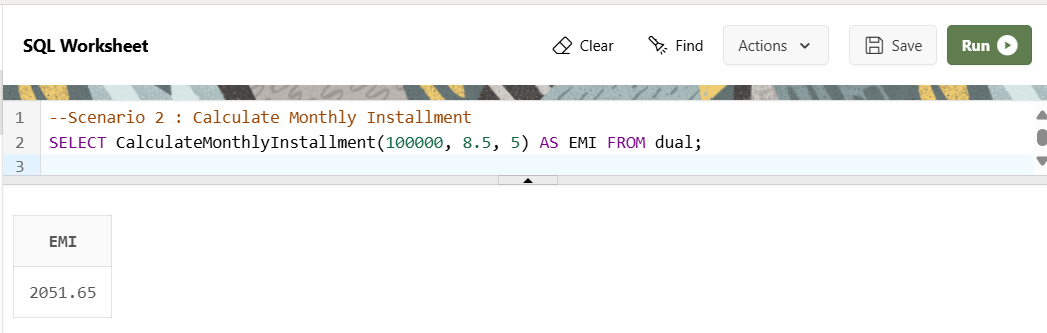 SQL Worksheet Clear Find Actions Save Run
1 --Scenario 2 : Calculate Monthly Installment
2 SELECT CalculateMonthlyInstallment(100000, 8.5, 5) AS EMI FROM dual;
3
EMI
2051.65